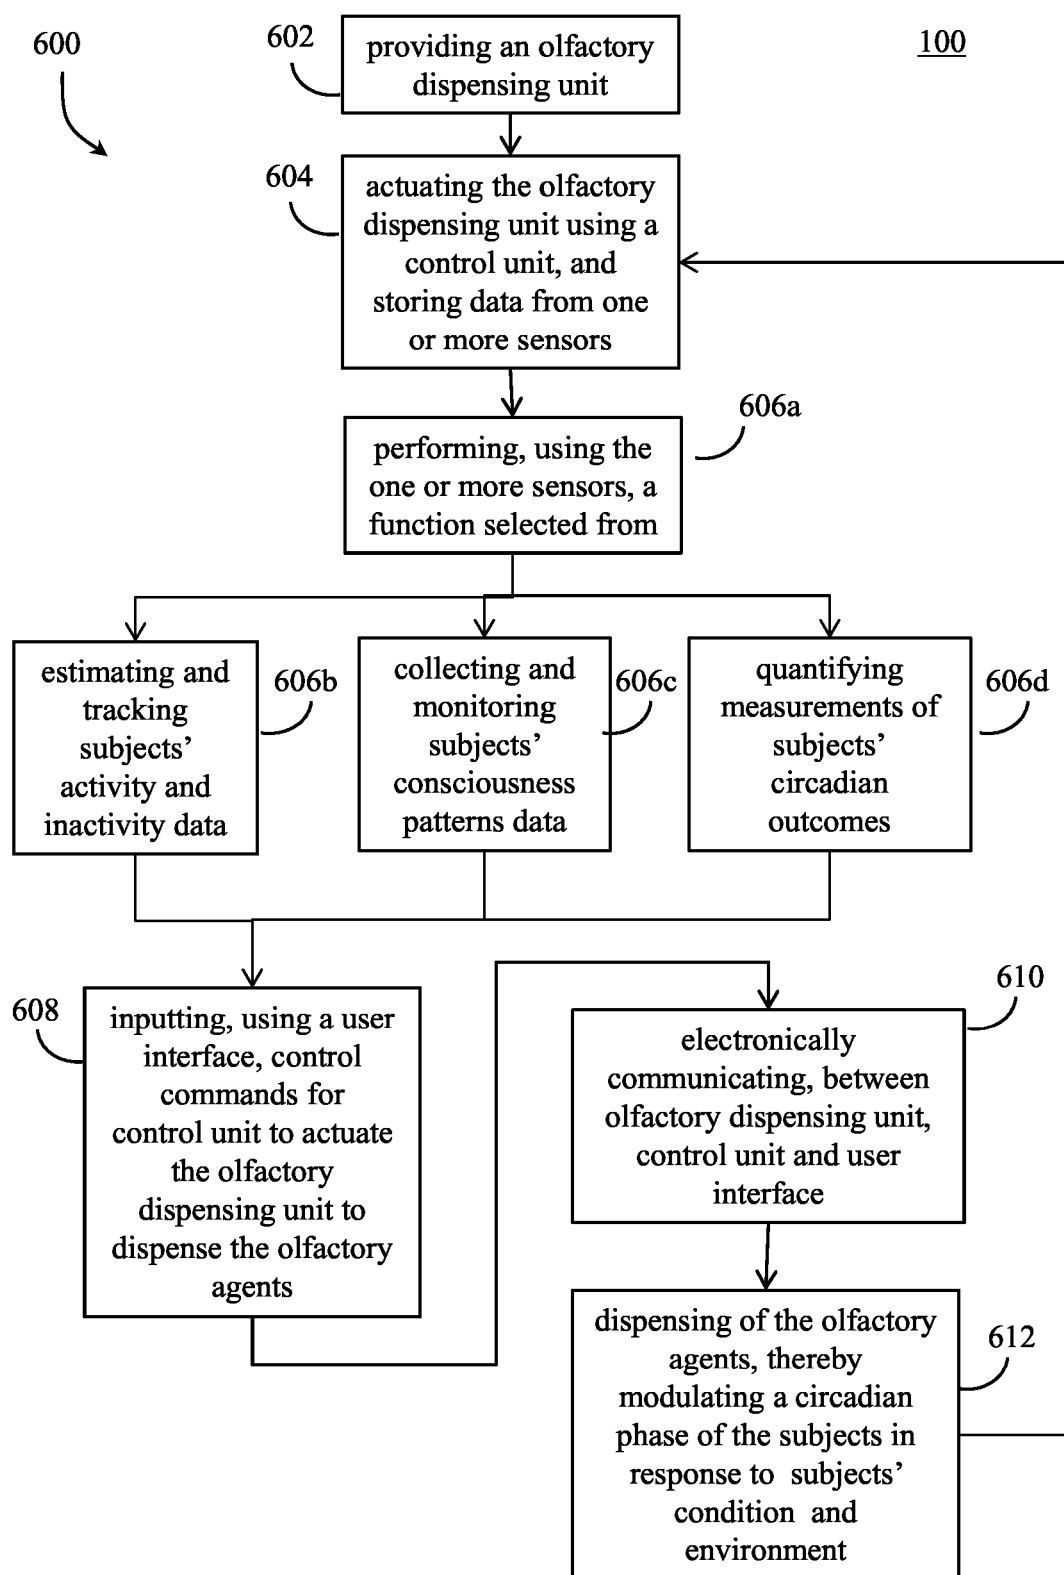 600
602
providing an olfactory
dispensing unit
100
604
actuating the olfactory
dispensing unit using a
control unit, and
storing data from one
or more sensors
606a
performing, using the
one or more sensors, a
function selected from
estimating and
tracking
subjects’
activity and
inactivity data
606b
collecting and
monitoring
subjects’
consciousness
patterns data
606c
quantifying
measurements of
subjects’
circadian
outcomes
606d
608
inputting, using a user
interface, control
commands for
control unit to actuate
the olfactory
dispensing unit to
dispense the olfactory
agents
610
electronically
communicating, between
olfactory dispensing unit,
control unit and user
interface
612
dispensing of the olfactory
agents, thereby
modulating a circadian
phase of the subjects in
response to subjects’
condition and
environment